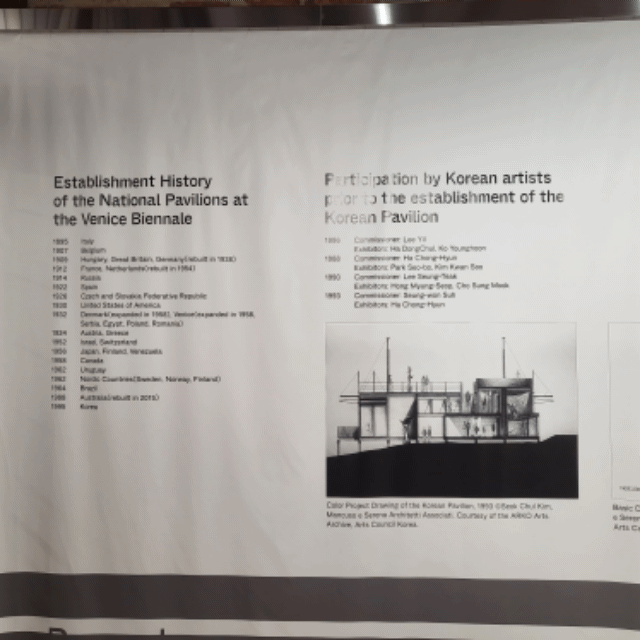 Establishment History
of the National Pavilions at
the Venice Biennale
Italy
1907 Belgium
1909 Hungary, Great Britain, Germany(rebuilt in 1938)
1912 France, Netherlands(rebuilt in 1954)
1914 Russia
1922 Spain
1926 Czech and Slovakia Federative Republic
1930 United States of America
1932 Denmark(expanded in 1958), Venice(expanded in 1938,
Serbia, Egypt, Poland, Romania)
1934 Austria, Greece
1952 Israel, Switzerland
1956 Japan, Finland, Venezuela
1958 Canada
Uruguay
1962 Nordic Countries(Sweden, Norway, Finland)
1964 Brazil
1988 Australia(rebuilt in 2015)
Korea
Participation by Korean artists
prior to the establishment of the
Korean Pavilion
Commissioner: Lee Yil
Exhibitors: Ha DongChul, Ko Younghoon
Commissioner: Ha Chong-Hyun
Exhibitors: Park Seo-bo, Kim Kwan Soo
1990 Commissioner: Lee Seung-Teak
Exhibitors: Hong Myung-Seop, Cho Sung Mook
1993 Commissioner: Seung-won Suh
Exhibitors: Ha Chong-Hyun
Color Project Drawing of the Korean Pavilion, 1993 ©Seok Chul Kim,
Mancuso e Serena Architetti Associati. Courtesy of the ARKO Arts
Archive, Arts Council Korea.
Basic
e Seren
Arts C